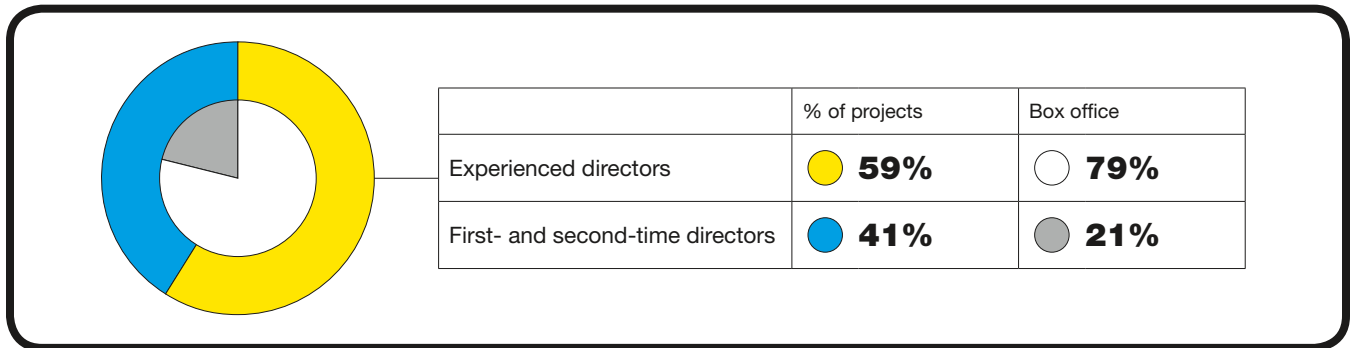 % of projects Box office
Experienced directors 59% 79%
First- and second-time directors 41% 21%